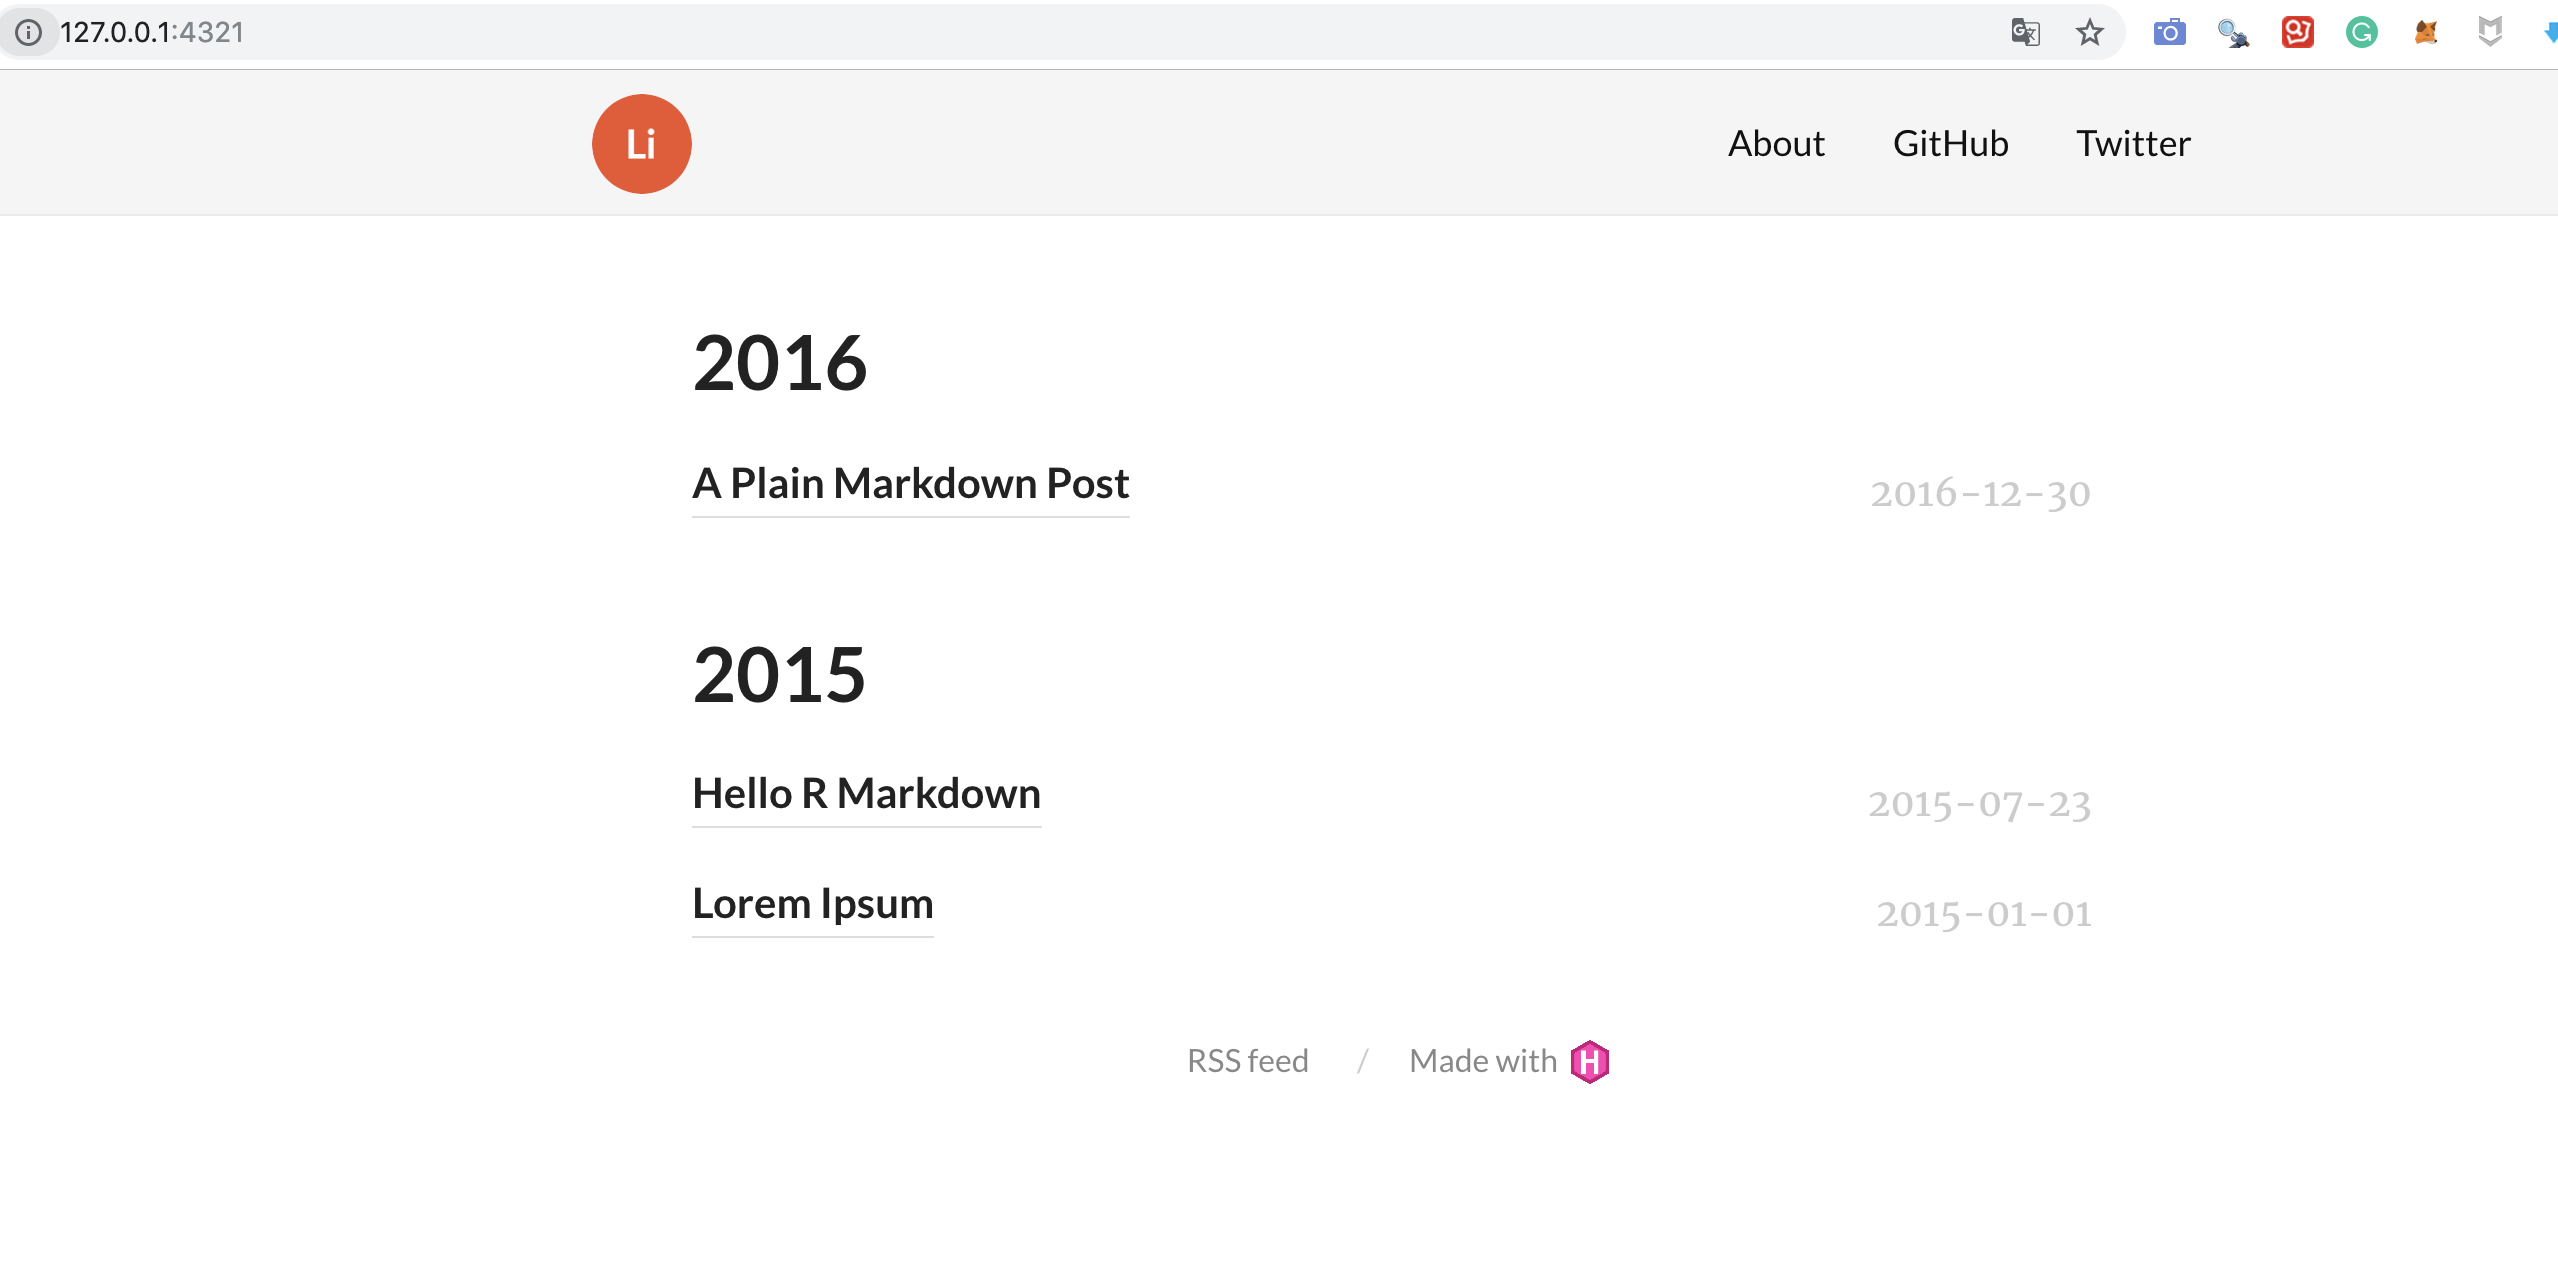 127.0.0.1:4321
Li
About GitHub Twitter
2016
A Plain Markdown Post 2016-12-30
2015
Hello R Markdown 2015-07-23
Lorem Ipsum 2015-01-01
RSS feed / Made with H